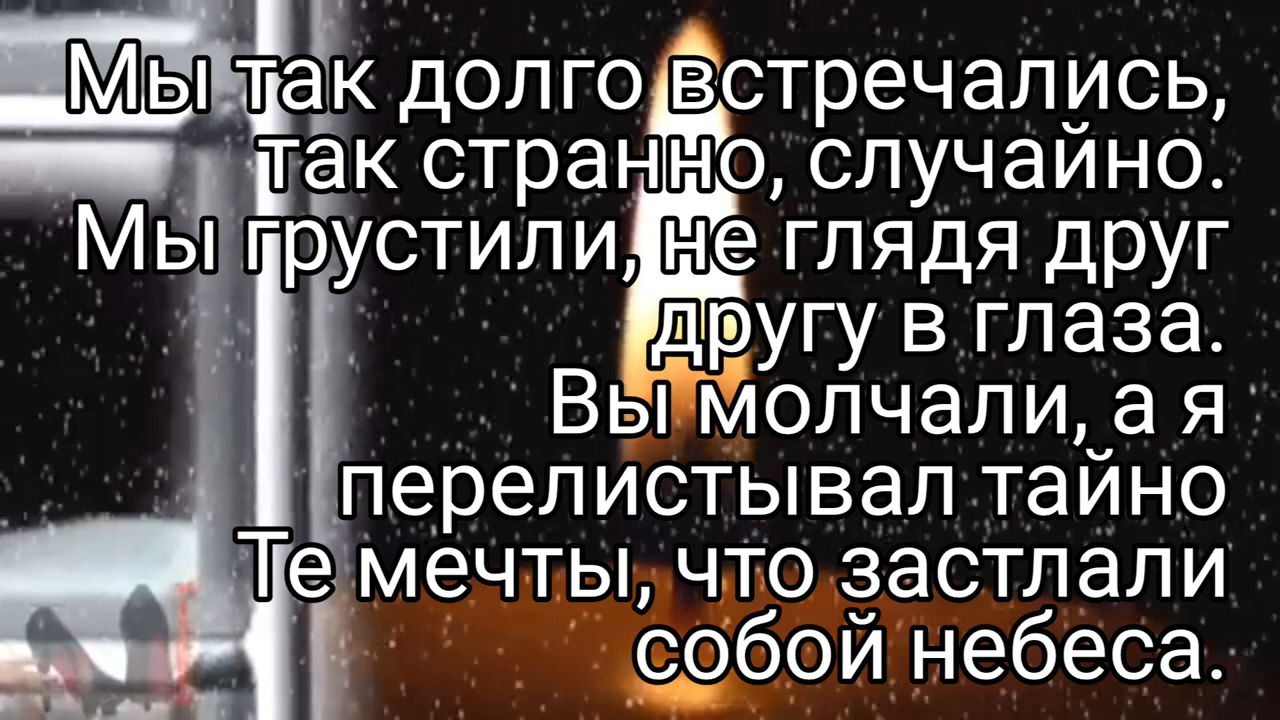 Мы так долго встречались,
так странно, случайно.
Мы грустили, не глядя друг
другу в глаза.
Вы молчали, а я
перелистывал тайно
Те мечты, что застлали
собой небеса.